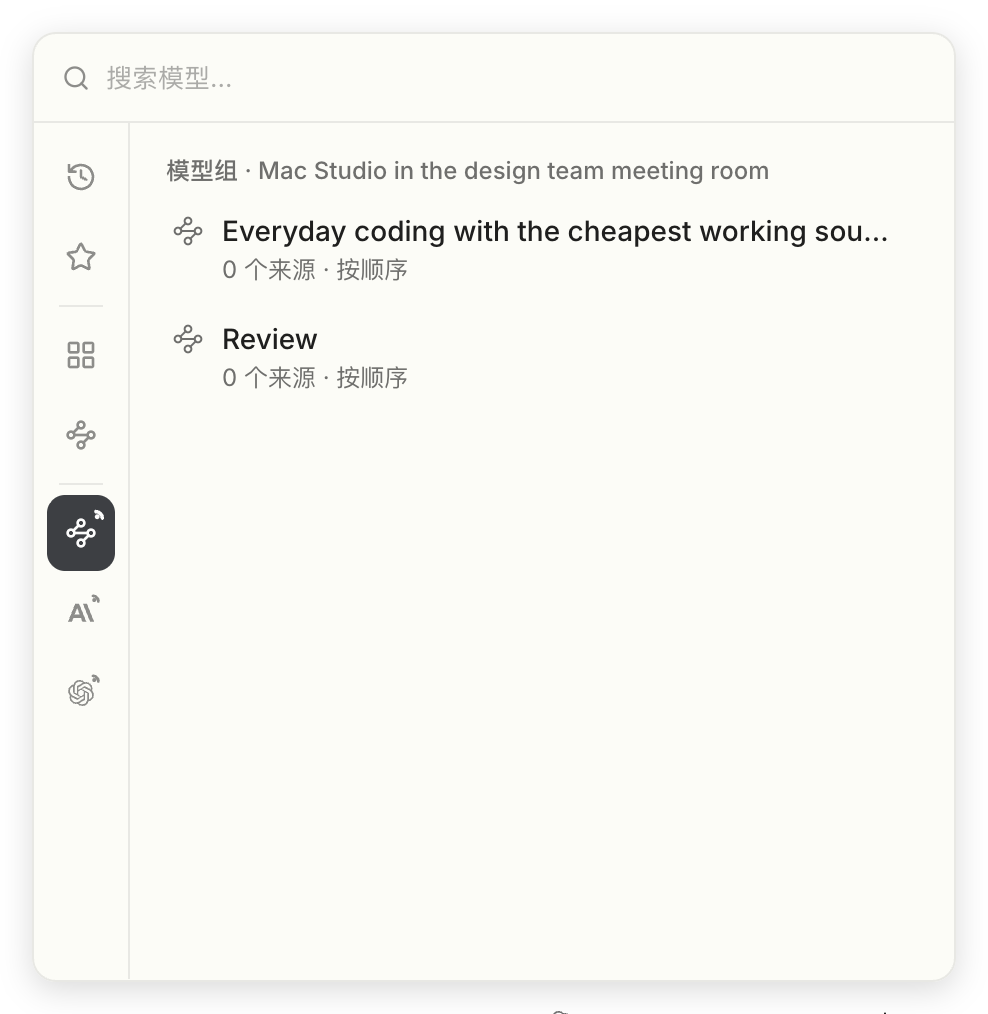 搜索模型...
模型组 · Mac Studio in the design team meeting room
Everyday coding with the cheapest working sou...
0 个来源 · 按顺序
Review
0 个来源 · 按顺序